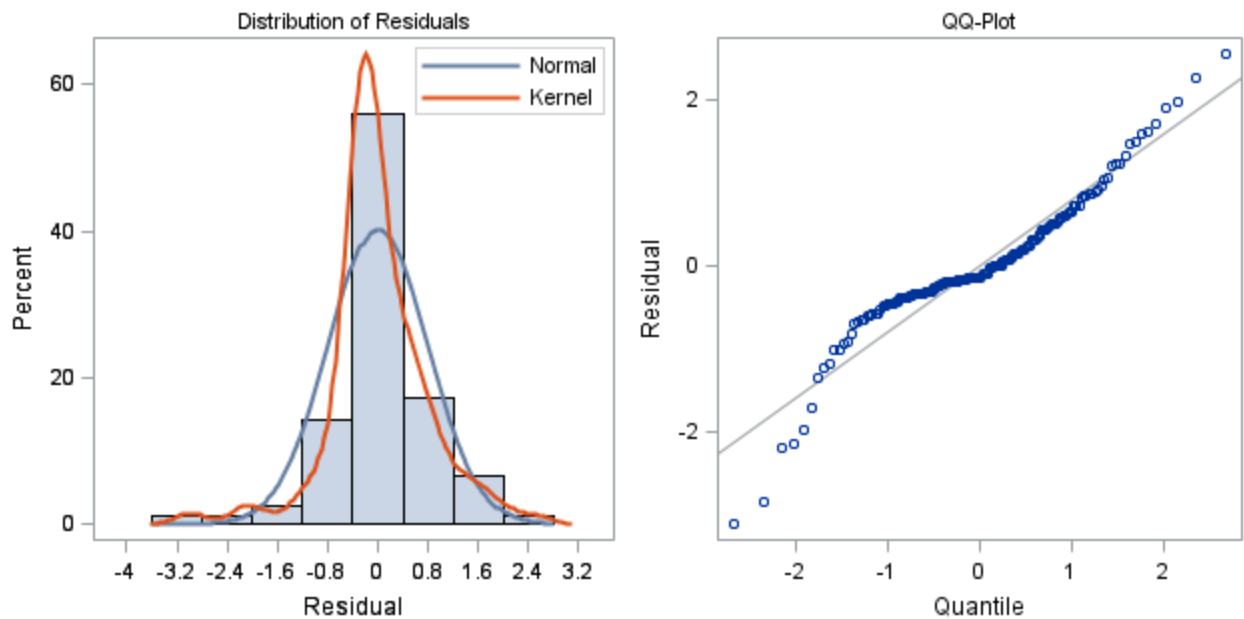 Distribution of Residuals
Normal
Kernel
60
40
20
0
Percent
-4 -3.2 -2.4 -1.6 -0.8 0 0.8 1.6 2.4 3.2
Residual
QQ-Plot
2
0
-2
Residual
-2 -1 0 1 2
Quantile